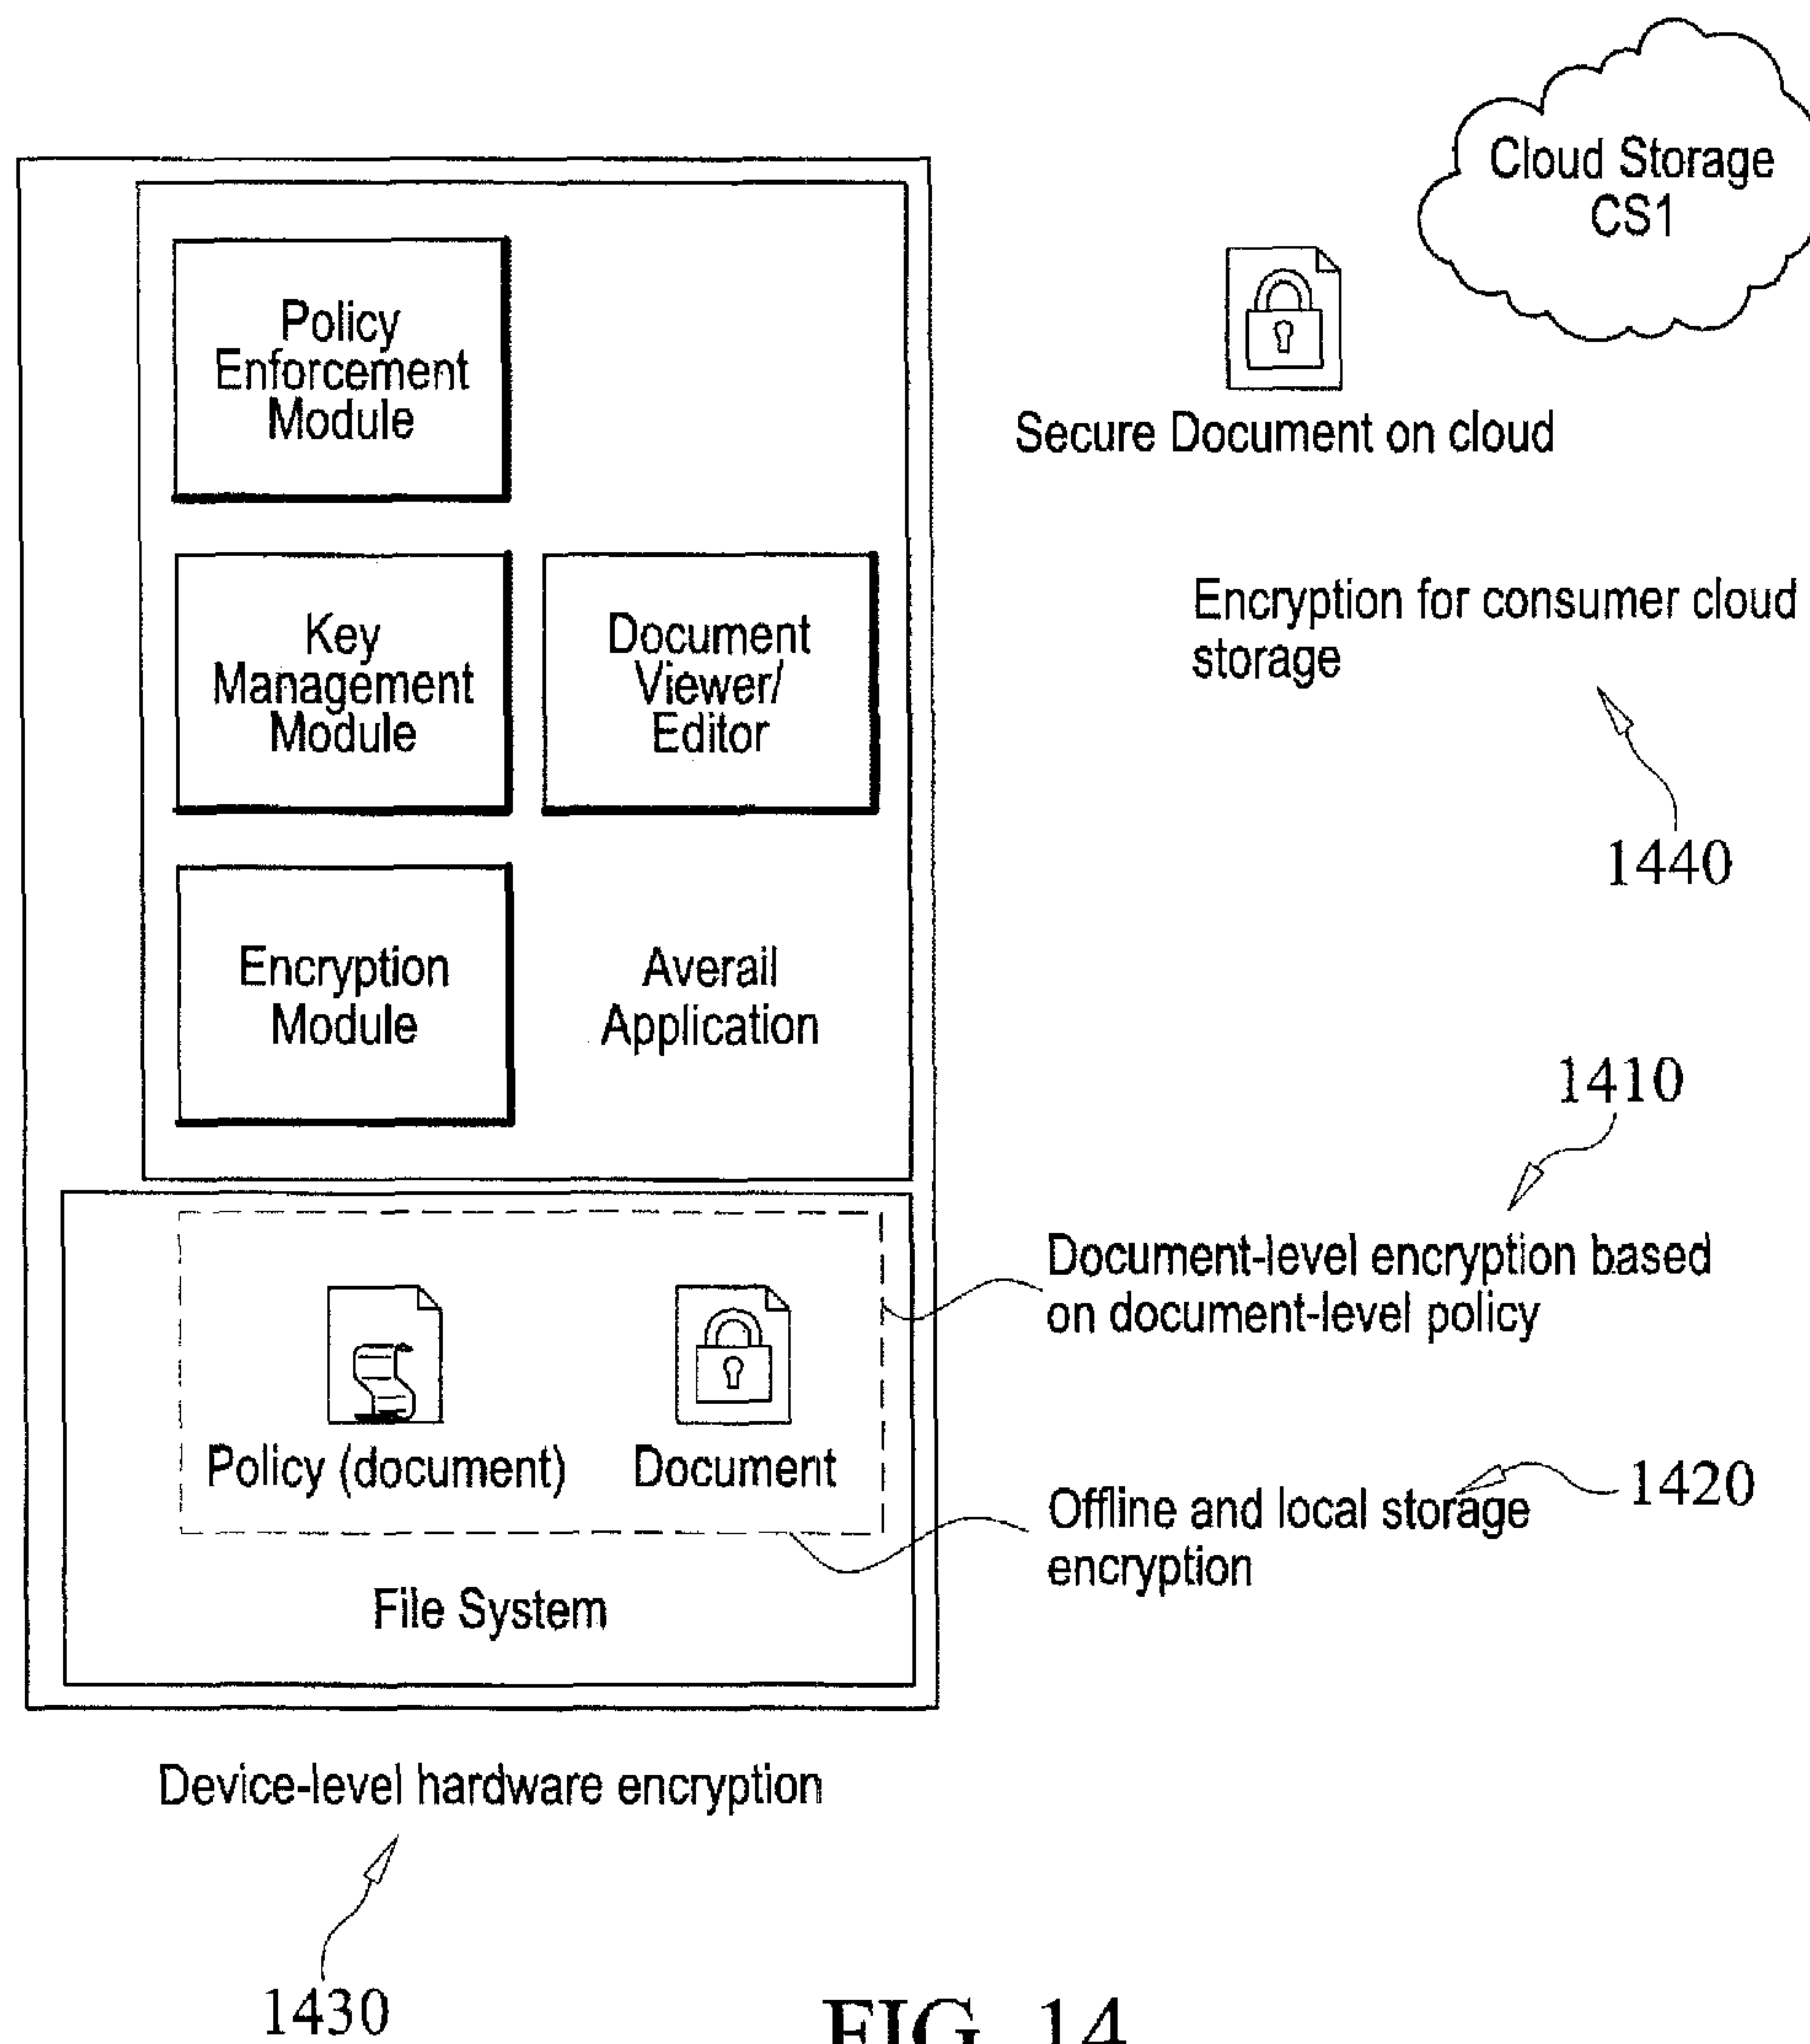 Cloud Storage
CS1
Policy
Enforcement
Module
Secure Document on cloud
Key
Management
Module
Document
Viewer/
Editor
Encryption for consumer cloud
storage
1440
Encryption
Module
Averail
Application
1410
Document-level encryption based
on document-level policy
Policy (document)
Document
1420
Offline and local storage
encryption
File System
Device-level hardware encryption
1430
FIG. 14